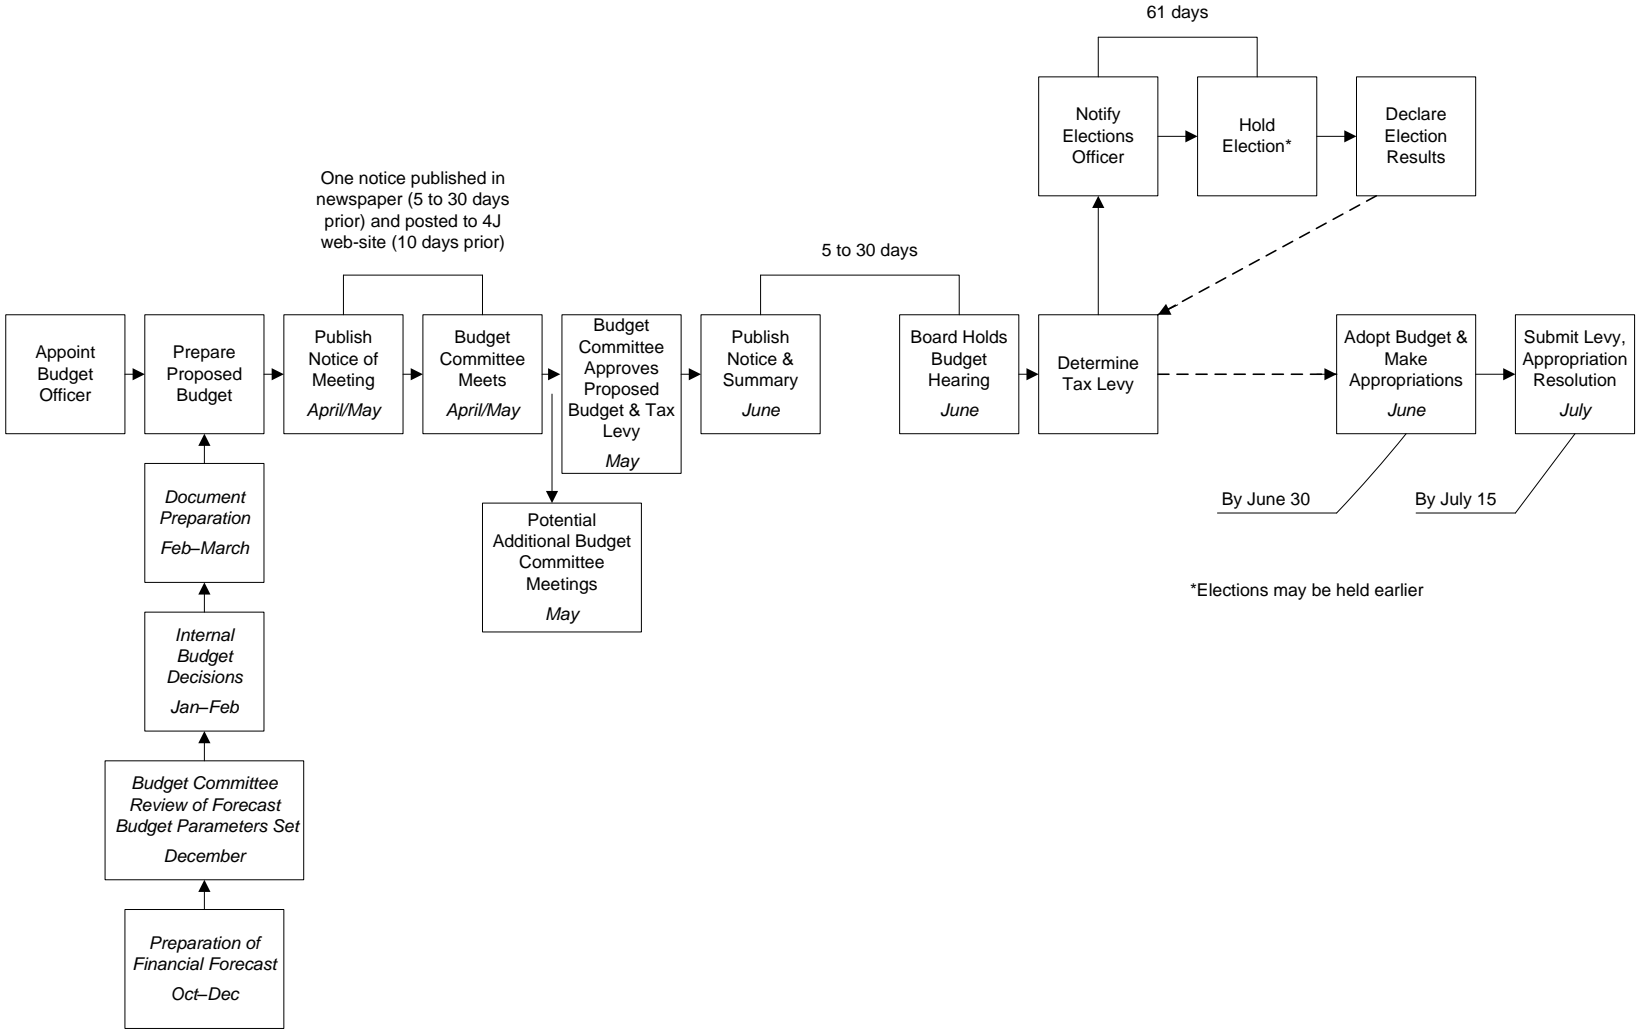 61 days
Notify
Elections
Officer
Hold
Election*
Declare
Election
Results
One notice published in
newspaper (5 to 30 days
prior) and posted to 4J
web-site (10 days prior)
5 to 30 days
Appoint
Budget
Officer
Prepare
Proposed
Budget
Publish
Notice of
Meeting
April/May
Budget
Committee
Meets
April/May
Budget
Committee
Approves
Proposed
Budget & Tax
Levy
May
Publish
Notice &
Summary
June
Board Holds
Budget
Hearing
June
Determine
Tax Levy
Adopt Budget &
Make
Appropriations
June
Submit Levy,
Appropriation
Resolution
July
By June 30
By July 15
Document
Preparation
Feb–March
Potential
Additional Budget
Committee
Meetings
May
*Elections may be held earlier
Internal
Budget
Decisions
Jan–Feb
Budget Committee
Review of Forecast
Budget Parameters Set
December
Preparation of
Financial Forecast
Oct–Dec